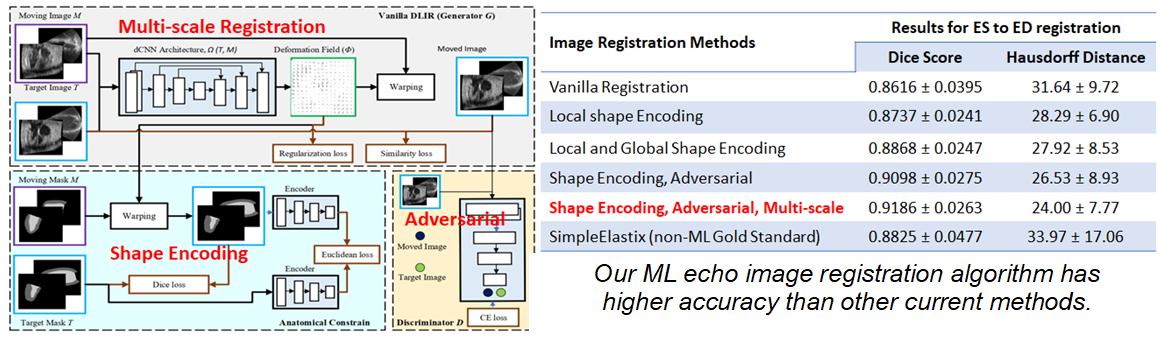 Moving Image M
Multi-scale Registration
Vanilla DLIR (Generator G)
dCNN Architecture, Ω (T, M)
Deformation Field (Φ)
Moved Image
Target Image T
Warping
Regularization loss
Similarity loss
Moving Mask M
Encoder
Warping
Shape Encoding
Euclidean loss
Dice loss
Encoder
Target Mask T
Anatomical Constrain
Adversarial
Moved Image
Target Image
Discriminator D
CE loss
Image Registration Methods
Results for ES to ED registration
Dice Score Hausdorff Distance
Vanilla Registration 0.8616 ± 0.0395 31.64 ± 9.72
Local shape Encoding 0.8737 ± 0.0241 28.29 ± 6.90
Local and Global Shape Encoding 0.8868 ± 0.0247 27.92 ± 8.53
Shape Encoding, Adversarial 0.9098 ± 0.0275 26.53 ± 8.93
Shape Encoding, Adversarial, Multi-scale 0.9186 ± 0.0263 24.00 ± 7.77
SimpleElastix (non-ML Gold Standard) 0.8825 ± 0.0477 33.97 ± 17.06
Our ML echo image registration algorithm has
higher accuracy than other current methods.